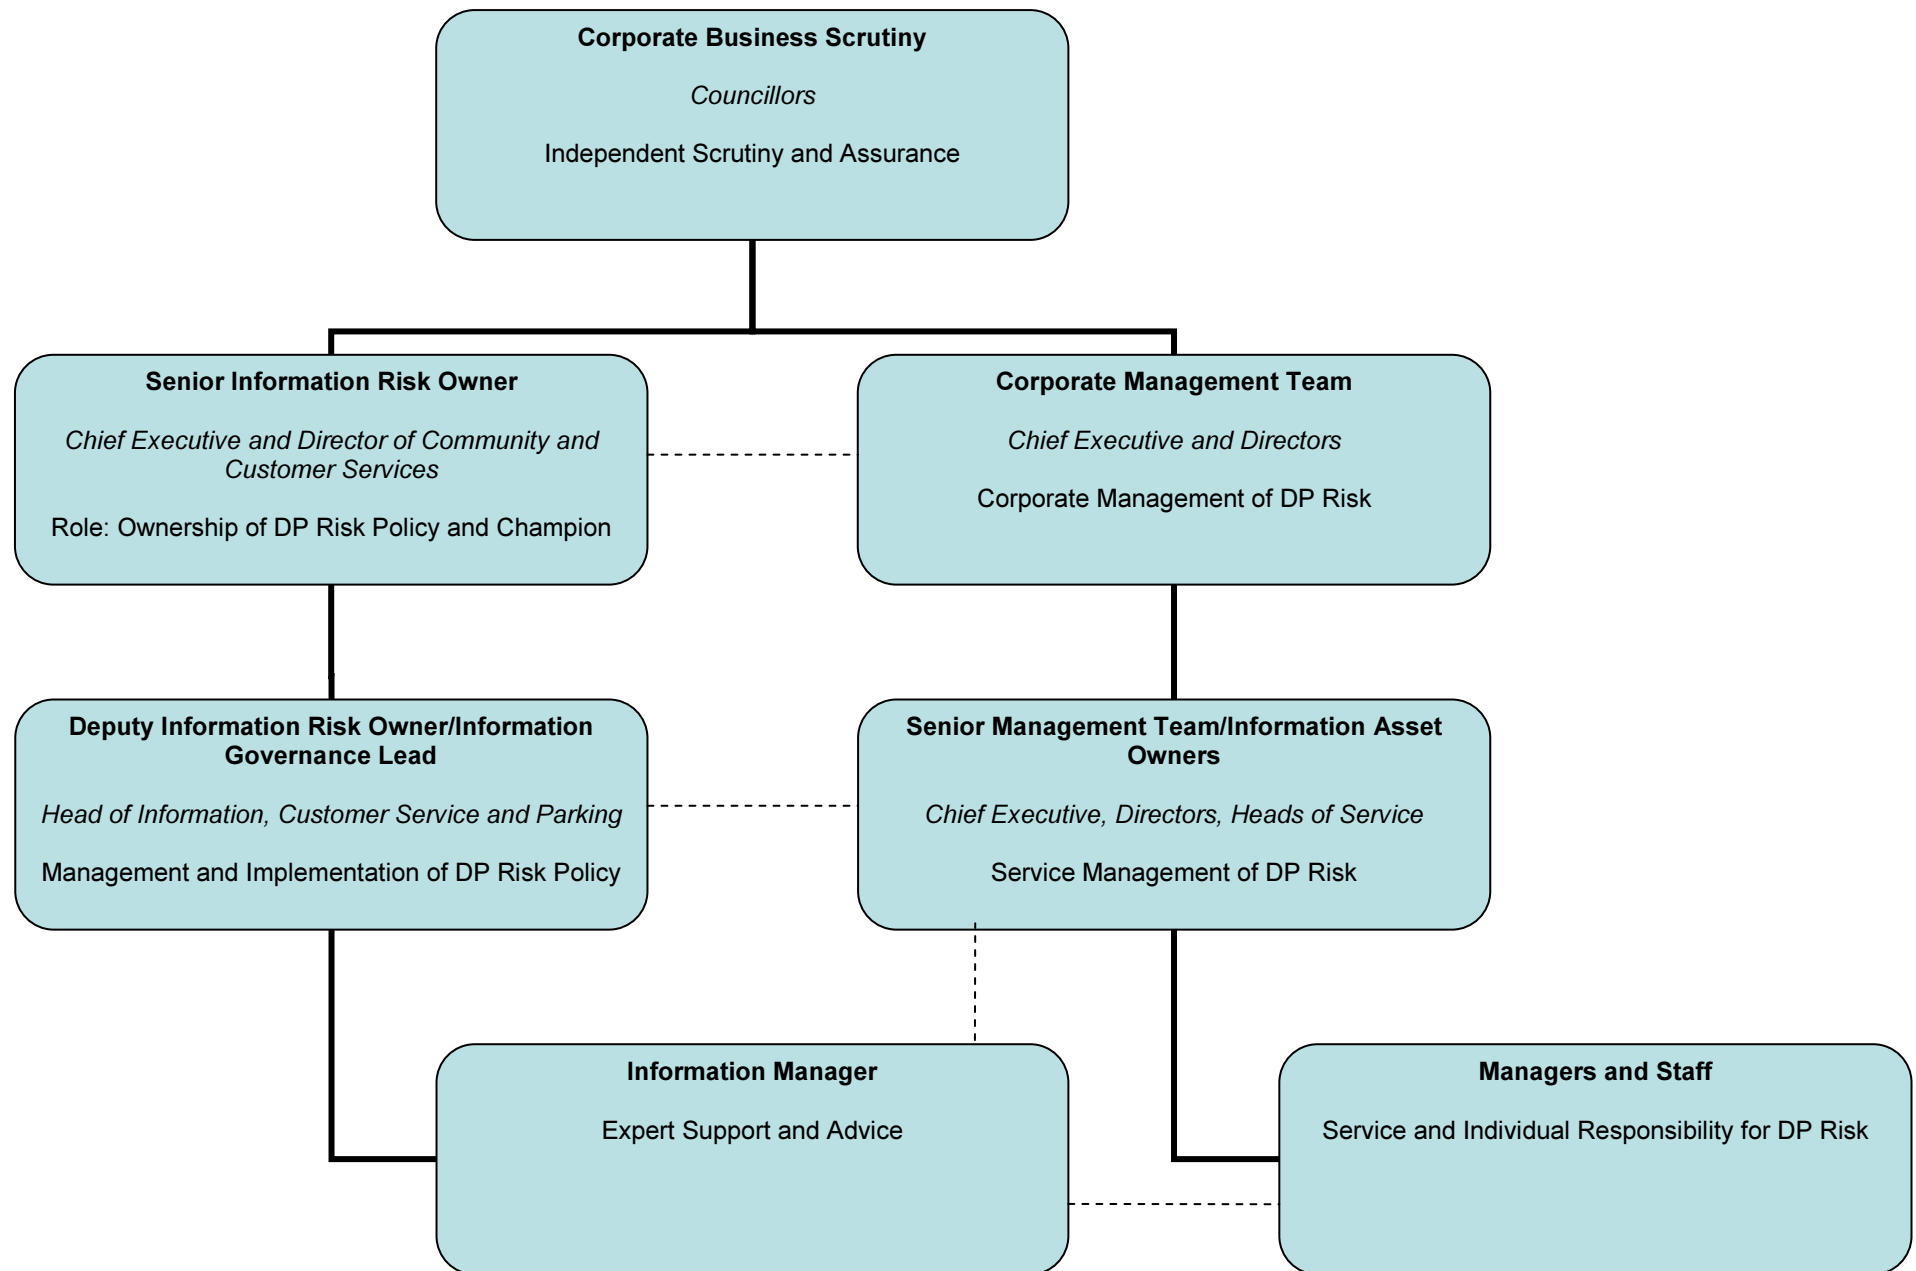 Corporate Business Scrutiny
Councillors
Independent Scrutiny and Assurance
Senior Information Risk Owner
Chief Executive and Director of Community and
Customer Services
Role: Ownership of DP Risk Policy and Champion
Corporate Management Team
Chief Executive and Directors
Corporate Management of DP Risk
Deputy Information Risk Owner/Information
Governance Lead
Head of Information, Customer Service and Parking
Management and Implementation of DP Risk Policy
Senior Management Team/Information Asset
Owners
Chief Executive, Directors, Heads of Service
Service Management of DP Risk
Information Manager
Expert Support and Advice
Managers and Staff
Service and Individual Responsibility for DP Risk